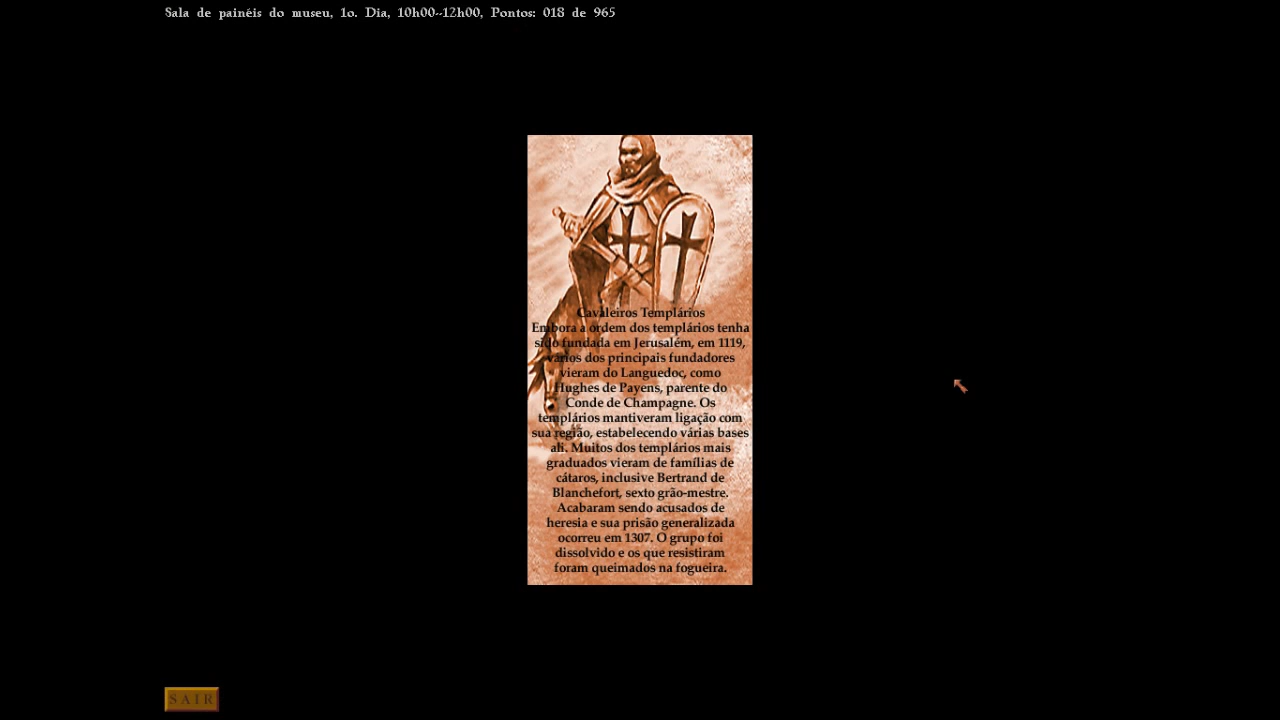 Sala de painéis do museu, 1o. Dia, 10h00-12h00, Pontos: 018 de 965
Cavaleiros Templários
Embora a ordem dos templários tenha
sido fundada em Jerusalém, em 1119,
vários dos principais fundadores
vieram do Languedoc, como
Hughes de Payens, parente do
Conde de Champagne. Os
templários mantiveram ligação com
sua região, estabelecendo várias bases
ali. Muitos dos templários mais
graduados vieram de famílias de
cátaros, inclusive Bertrand de
Blanchefort, sexto grão-mestre.
Acabaram sendo acusados de
heresia e sua prisão generalizada
ocorreu em 1307. O grupo foi
dissolvido e os que resistiram
foram queimados na fogueira.
SAIR